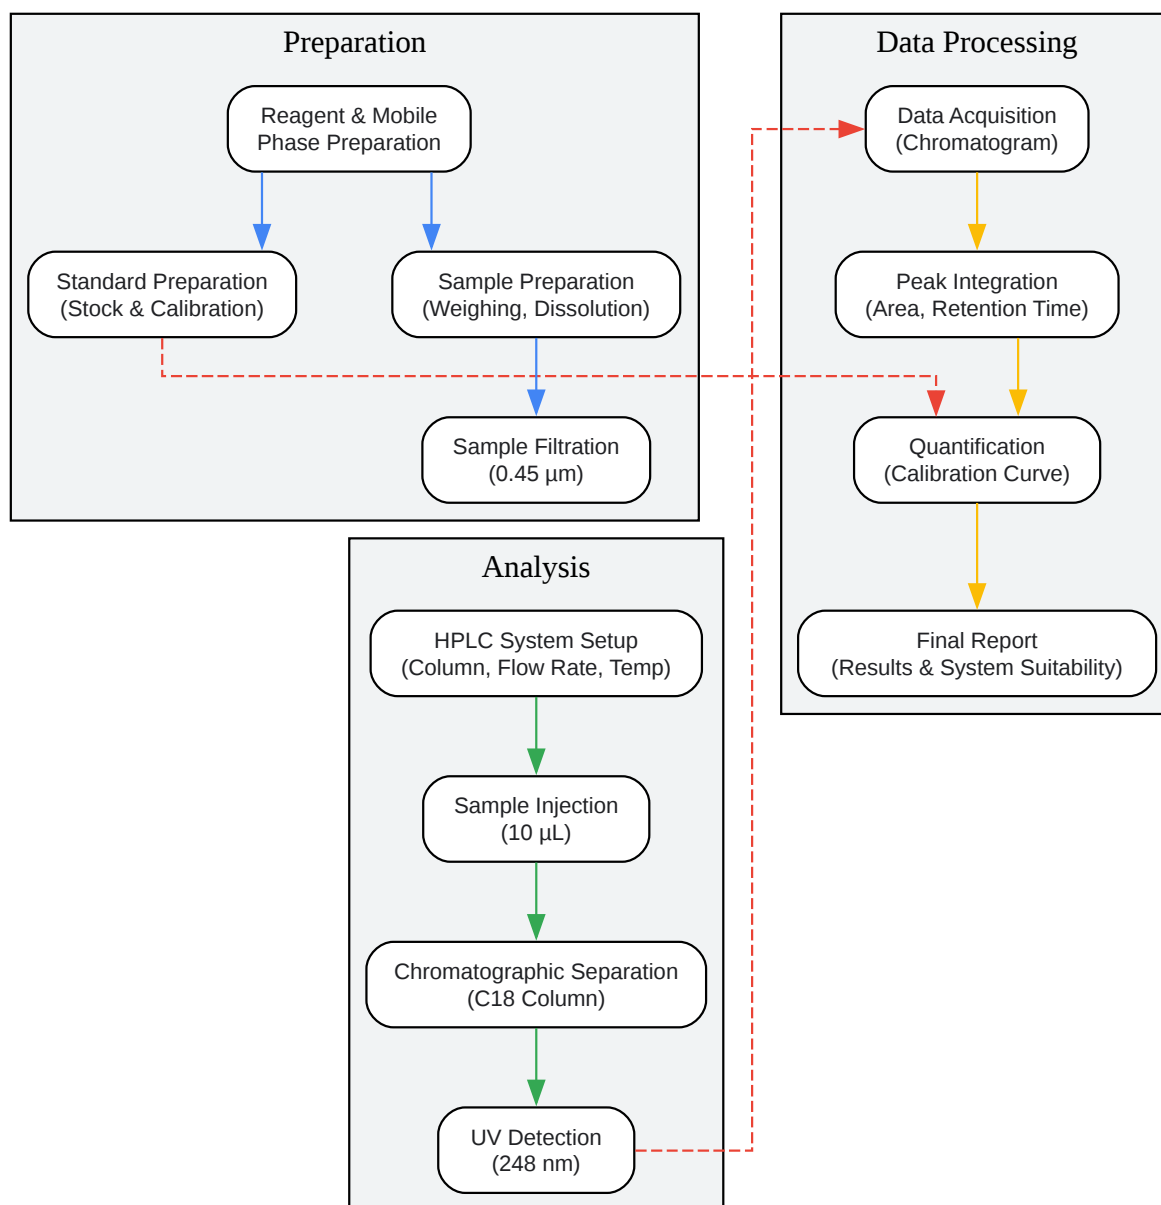 Preparation
Reagent & Mobile
Phase Preparation
Standard Preparation
(Stock & Calibration)
Sample Preparation
(Weighing, Dissolution)
Sample Filtration
(0.45 µm)
Analysis
HPLC System Setup
(Column, Flow Rate, Temp)
Sample Injection
(10 µL)
Chromatographic Separation
(C18 Column)
UV Detection
(248 nm)
Data Processing
Data Acquisition
(Chromatogram)
Peak Integration
(Area, Retention Time)
Quantification
(Calibration Curve)
Final Report
(Results & System Suitability)